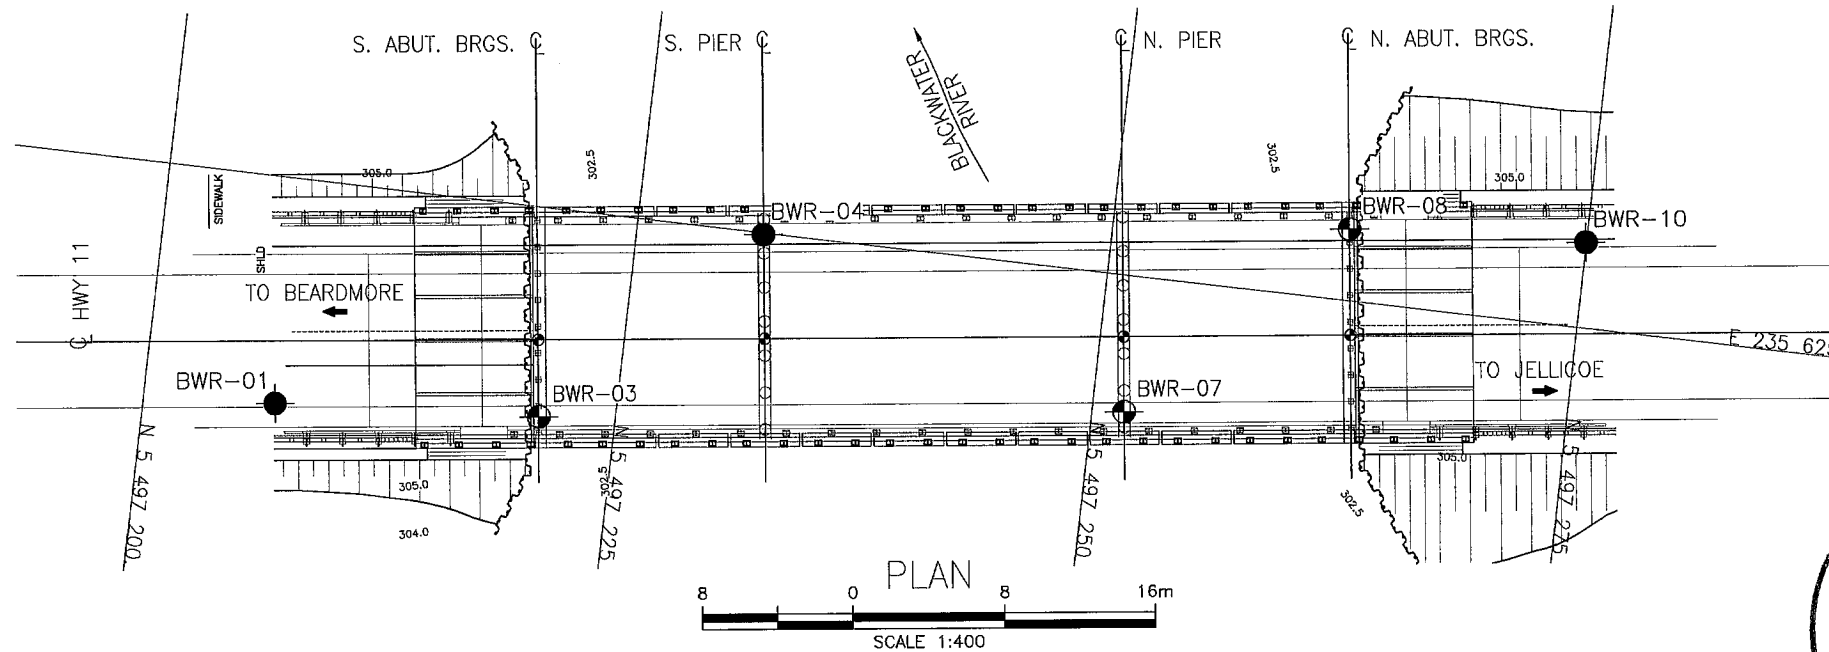 S. ABUT. BRGS. ℄
S. PIER ℄
℄ N. PIER
℄ N. ABUT. BRGS.
BLACKWATER
RIVER
302.5
302.5
305.0
305.0
SIDEWALK
BWR-04
BWR-08
BWR-10
SHLD
℄ HWY 11
TO BEARDMORE
E 235 62
TO JELLICOE
BWR-01
BWR-03
BWR-07
N 5 497 200
N 5 497 225
N 5 497 250
N 5 497 275
305.0
302.5
305.0
302.5
304.0
PLAN
8 0 8 16m
SCALE 1:400